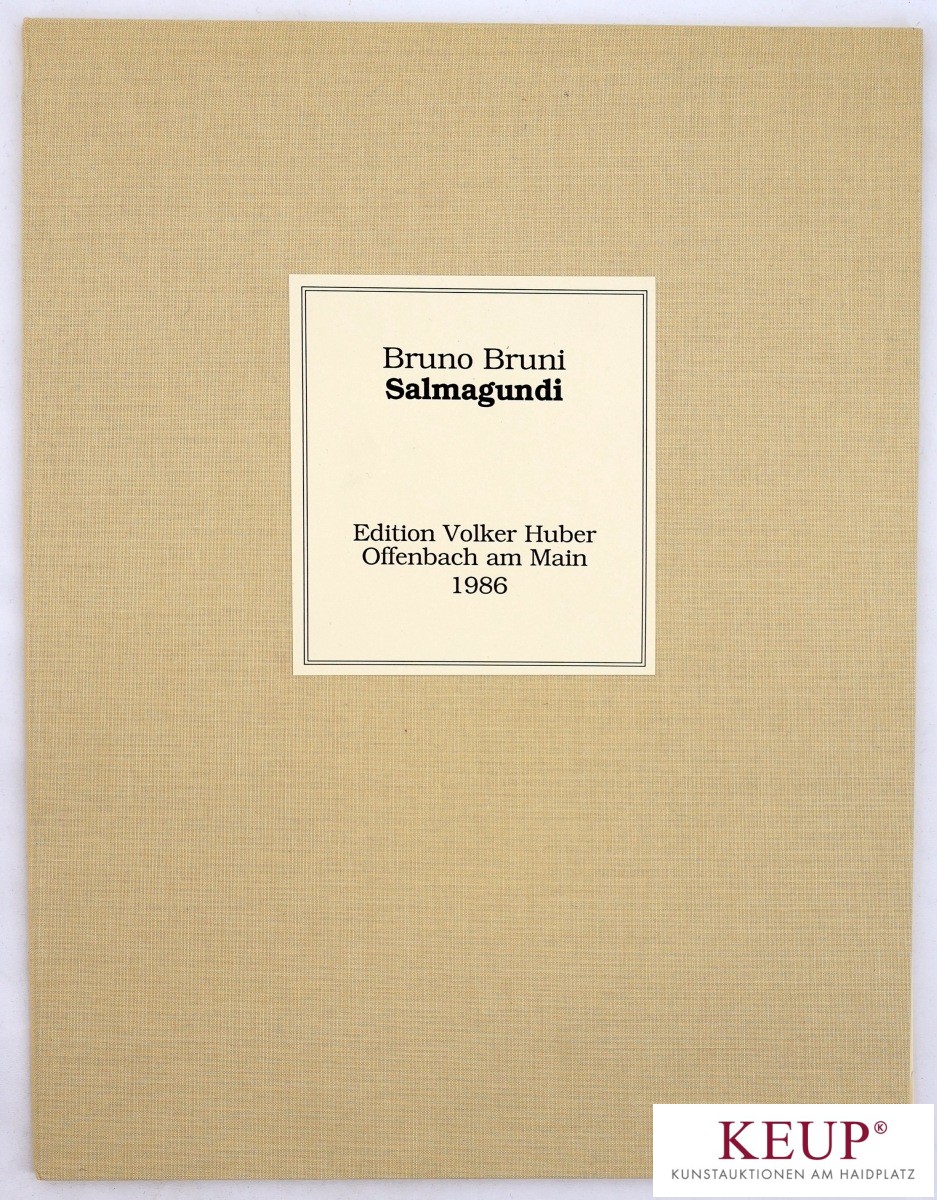 Bruno Bruni
Salmagundi
Edition Volker Huber
Offenbach am Main
1986
KEUP®
KUNSTAUKTIONEN AM HAIDPLATZ